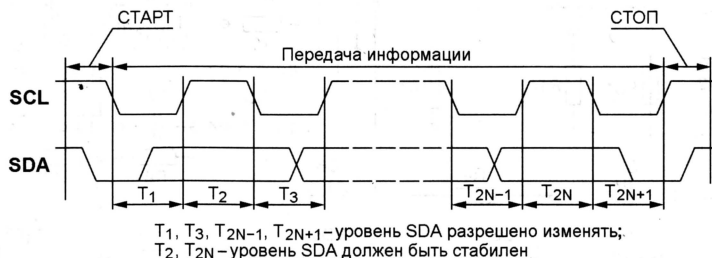 СТАРТ
СТОП
Передача информации
SCL
SDA
T1 T2 T3 T2N–1 T2N T2N+1
T1, T3, T2N–1, T2N+1–уровень SDA разрешено изменять;
T2, T2N–уровень SDA должен быть стабилен